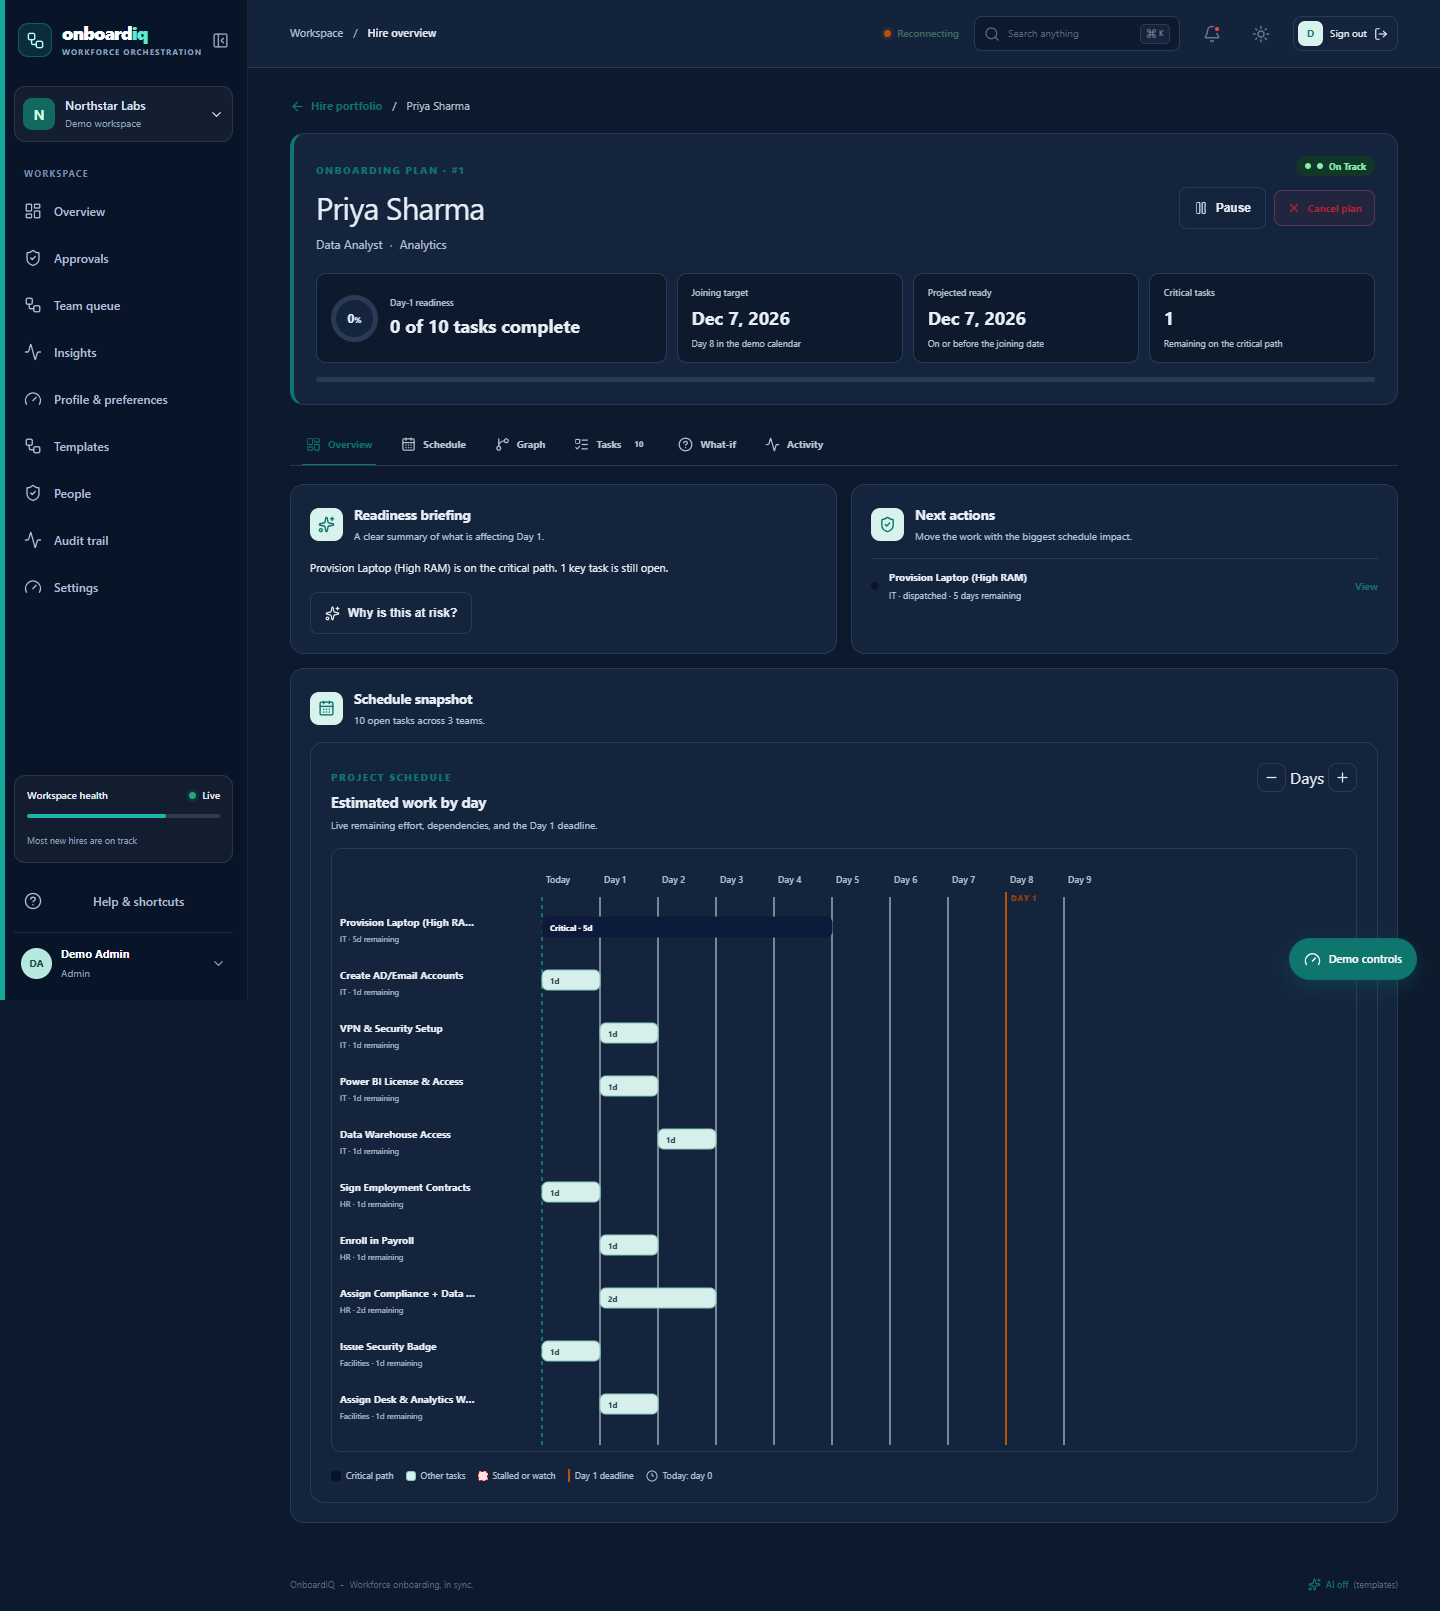 onboardiq
WORKFORCE ORCHESTRATION
N
Northstar Labs
Demo workspace
WORKSPACE
Overview
Approvals
Team queue
Insights
Profile & preferences
Templates
People
Audit trail
Settings
Workspace health
Live
Most new hires are on track
Help & shortcuts
DA
Demo Admin
Admin
Workspace / Hire overview
Reconnecting
Search anything
⌘ K
D
Sign out
Hire portfolio / Priya Sharma
ONBOARDING PLAN · #1
On Track
Priya Sharma
Pause
Cancel plan
Data Analyst · Analytics
0%
Day-1 readiness
0 of 10 tasks complete
Joining target
Dec 7, 2026
Day 8 in the demo calendar
Projected ready
Dec 7, 2026
On or before the joining date
Critical tasks
1
Remaining on the critical path
Overview
Schedule
Graph
Tasks 10
What-if
Activity
Readiness briefing
A clear summary of what is affecting Day 1.
Provision Laptop (High RAM) is on the critical path. 1 key task is still open.
Why is this at risk?
Next actions
Move the work with the biggest schedule impact.
Provision Laptop (High RAM)
IT · dispatched · 5 days remaining
View
Schedule snapshot
10 open tasks across 3 teams.
PROJECT SCHEDULE
Days
Estimated work by day
Live remaining effort, dependencies, and the Day 1 deadline.
Today Day 1 Day 2 Day 3 Day 4 Day 5 Day 6 Day 7 Day 8 Day 9
DAY 1
Provision Laptop (High RA...
IT · 5d remaining
Critical · 5d
Create AD/Email Accounts
IT · 1d remaining
1d
VPN & Security Setup
IT · 1d remaining
1d
Power BI License & Access
IT · 1d remaining
1d
Data Warehouse Access
IT · 1d remaining
1d
Sign Employment Contracts
HR · 1d remaining
1d
Enroll in Payroll
HR · 1d remaining
1d
Assign Compliance + Data ...
HR · 2d remaining
2d
Issue Security Badge
Facilities · 1d remaining
1d
Assign Desk & Analytics W...
Facilities · 1d remaining
1d
Demo controls
Critical path
Other tasks
Stalled or watch
Day 1 deadline
Today: day 0
OnboardIQ · Workforce onboarding, in sync.
AI off (templates)